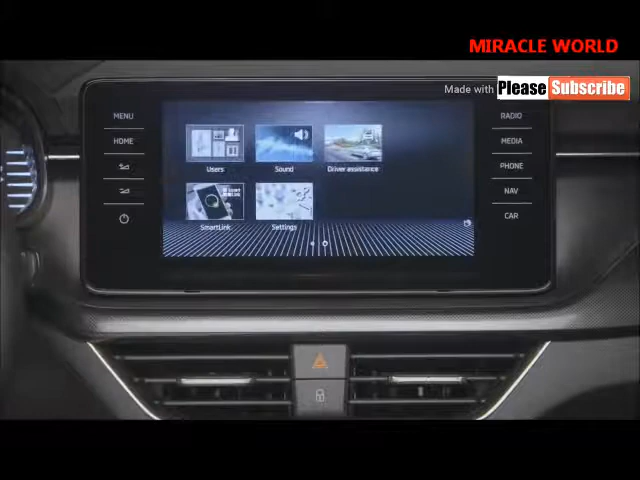 MIRACLE WORLD
Made with
Please Subscribe
MENU
HOME
RADIO
MEDIA
PHONE
NAV
CAR
Users
Sound
Driver assistance
SmartLink
Settings